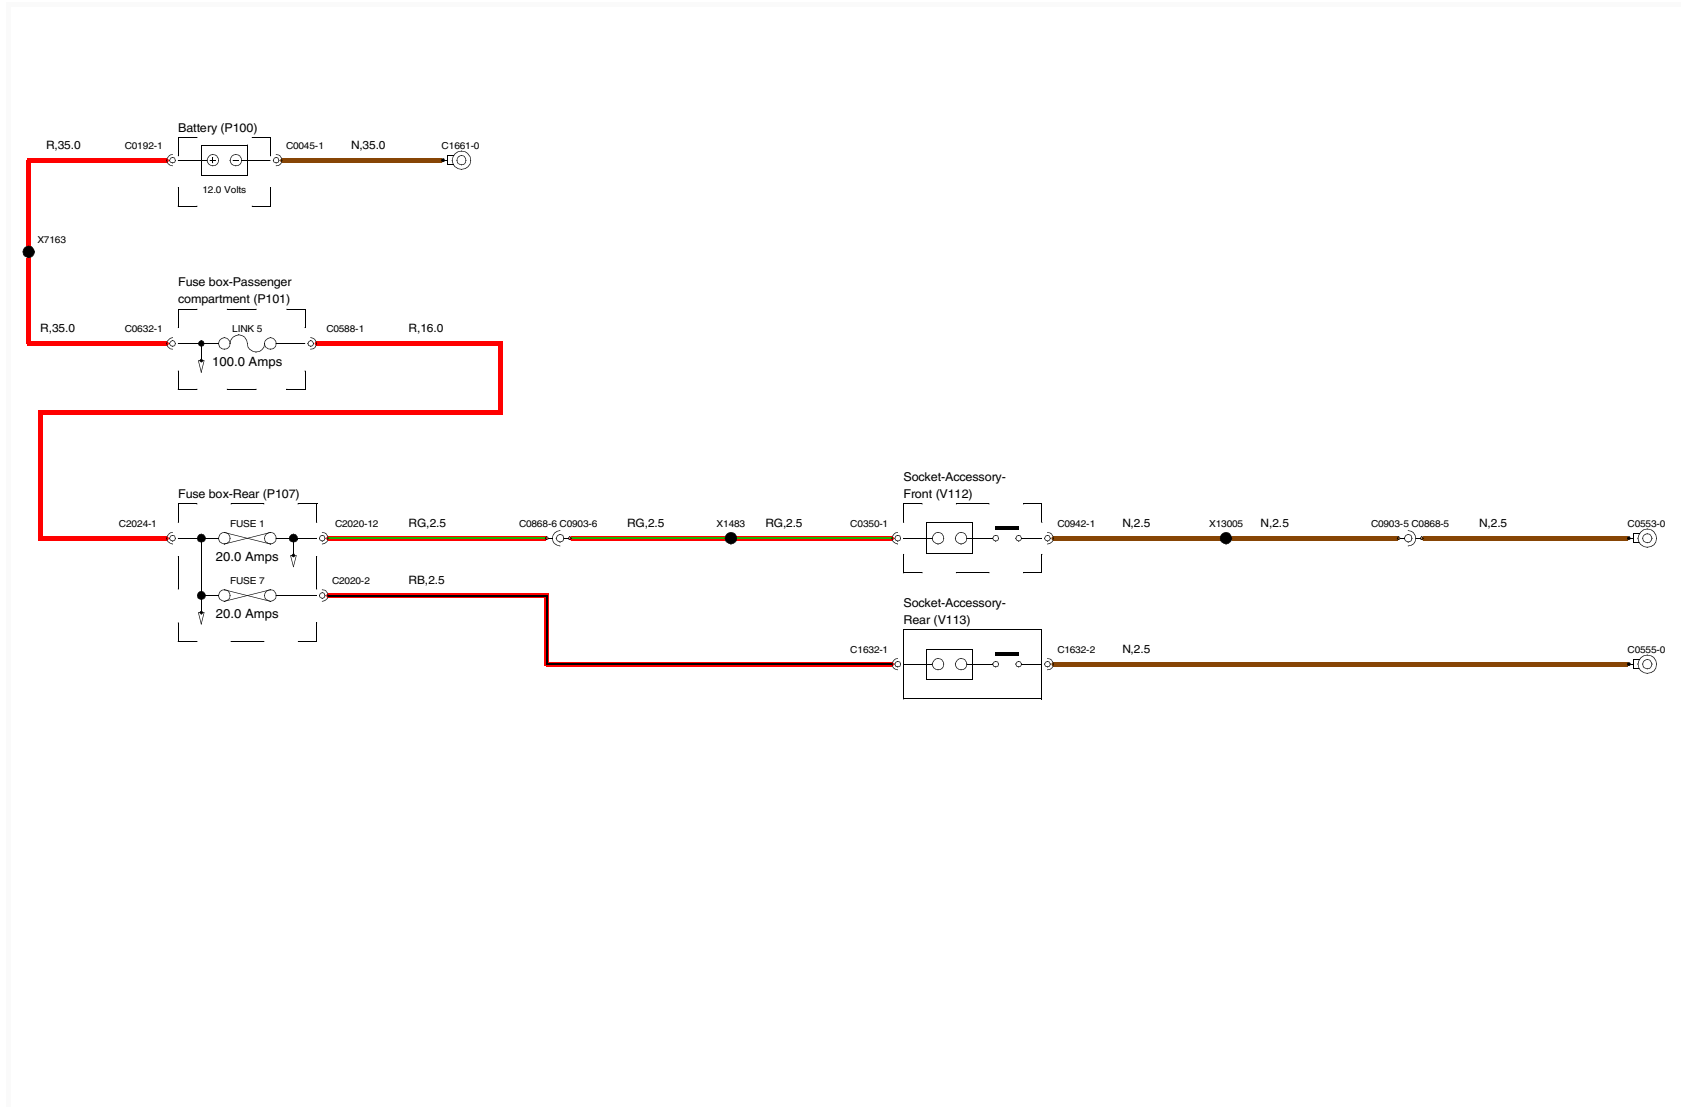 Battery (P100)
R,35.0
C0192-1
C0045-1
N,35.0
C1661-0
12.0 Volts
X7163
Fuse box-Passenger
compartment (P101)
R,35.0
C0632-1
LINK 5
C0588-1
R,16.0
100.0 Amps
Socket-Accessory-
Front (V112)
Fuse box-Rear (P107)
C2024-1
FUSE 1
C2020-12
RG,2.5
C0868-6 C0903-6
RG,2.5
X1483
RG,2.5
C0350-1
C0942-1
N,2.5
X13005
N,2.5
C0903-5 C0868-5
N,2.5
C0553-0
20.0 Amps
FUSE 7
C2020-2
RB,2.5
20.0 Amps
Socket-Accessory-
Rear (V113)
C1632-1
C1632-2
N,2.5
C0555-0